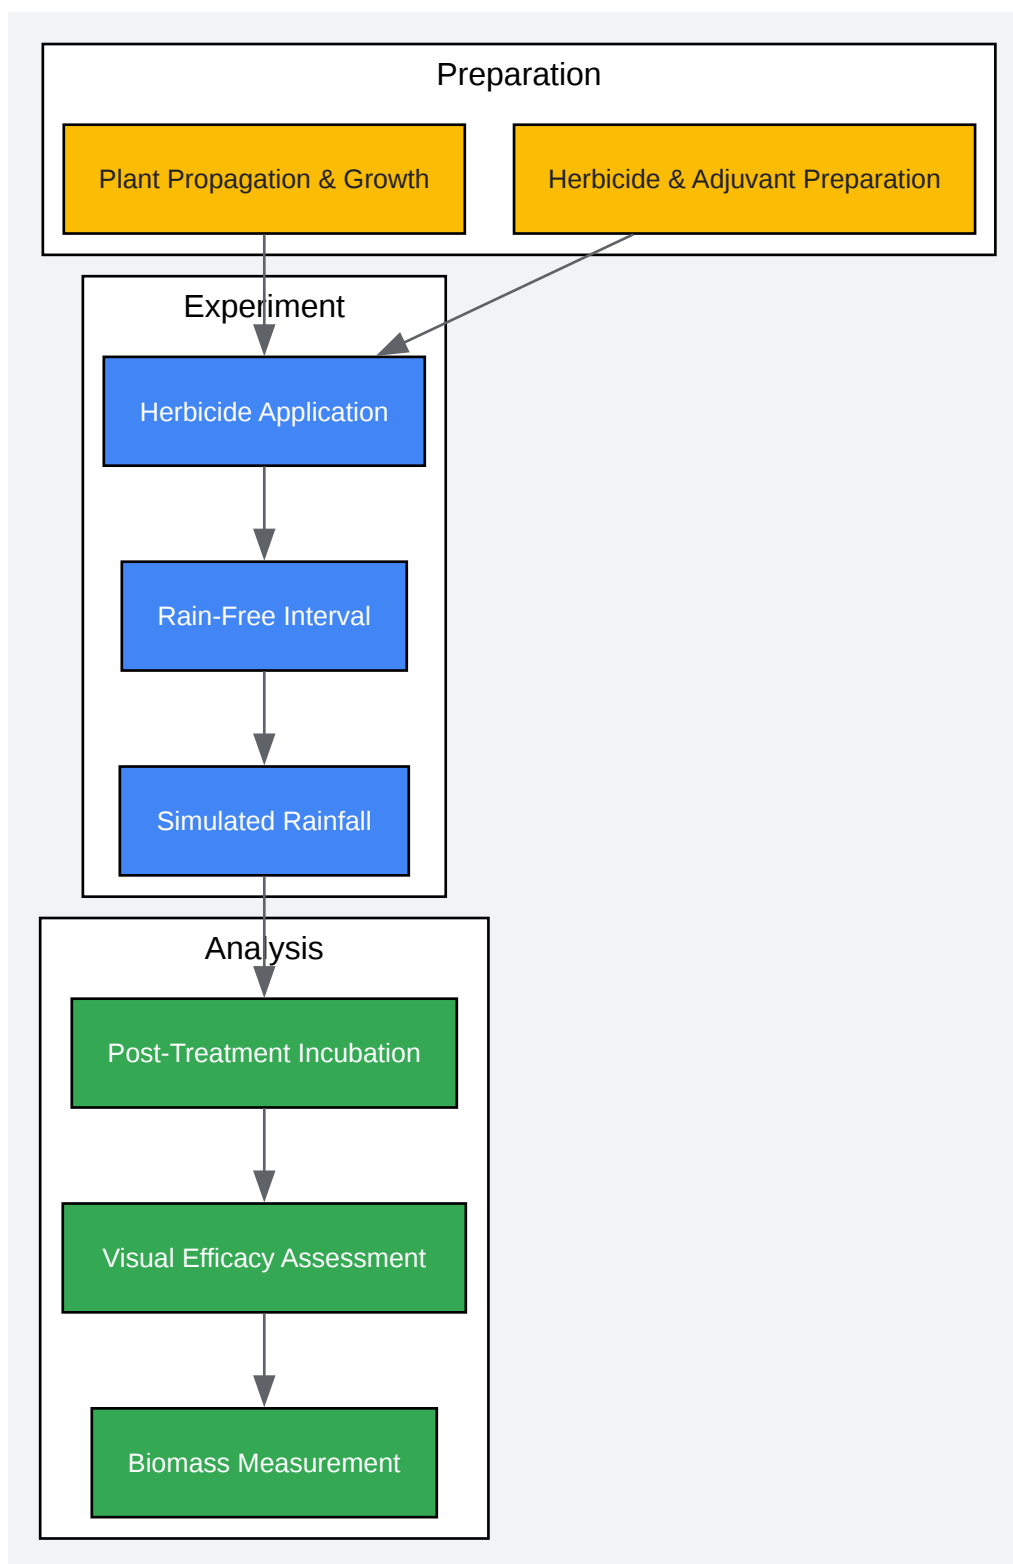 Preparation
Plant Propagation & Growth
Herbicide & Adjuvant Preparation
Experiment
Herbicide Application
Rain-Free Interval
Simulated Rainfall
Analysis
Post-Treatment Incubation
Visual Efficacy Assessment
Biomass Measurement